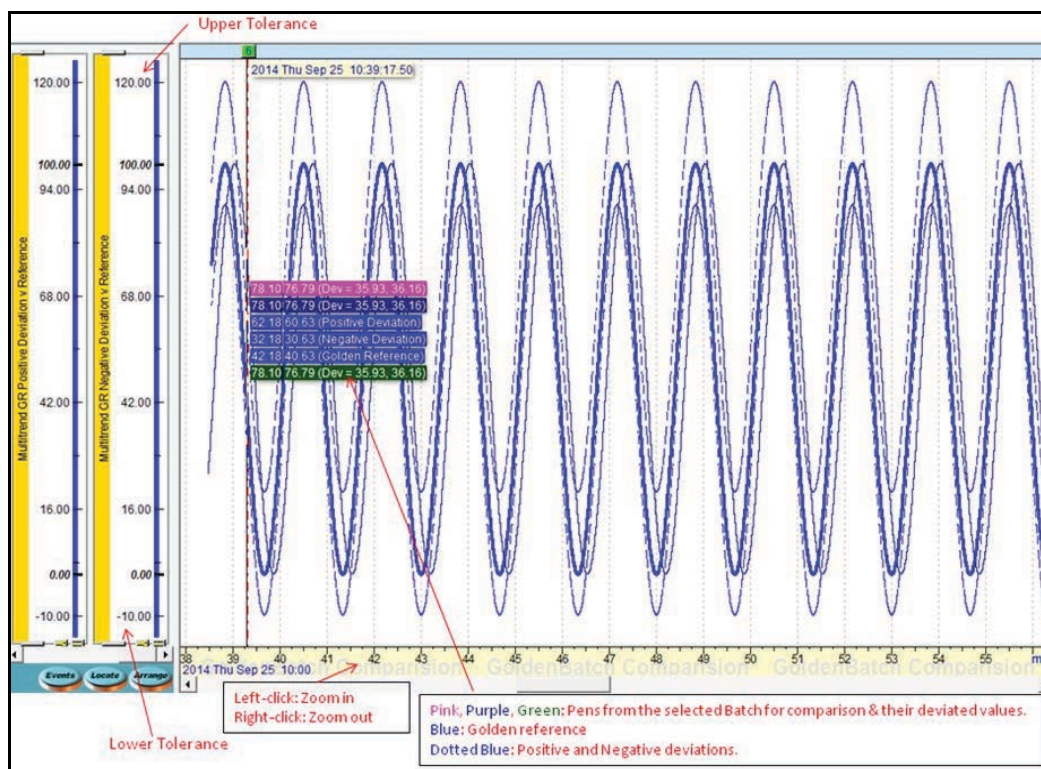 Upper Tolerance
6
2014 Thu Sep 25 10:39:17.50
120.00
120.00
100.00
100.00
94.00
94.00
68.00
68.00
42.00
42.00
16.00
16.00
0.00
0.00
-10.00
-10.00
Multitrend GR Positive Deviation v Reference
Multitrend GR Negative Deviation v Reference
78.10 76.79 (Dev = 35.93, 36.16)
78.10 76.79 (Dev = 35.93, 36.16)
62.18 60.63 (Positive Deviation)
32.18 30.63 (Negative Deviation)
42.18 40.63 (Golden Reference)
78.10 76.79 (Dev = 35.93, 36.16)
38 39 40 41 42 43 44 45 46 47 48 49 50 51 52 53 54 55 m
2014 Thu Sep 25 10:00
GoldenBatch Comparision - GoldenBatch Comparision - GoldenBatch Comparision
Events Locate Arrange
Left-click: Zoom in
Right-click: Zoom out
Lower Tolerance
Pink, Purple, Green: Pens from the selected Batch for comparison & their deviated values.
Blue: Golden reference
Dotted Blue: Positive and Negative deviations.